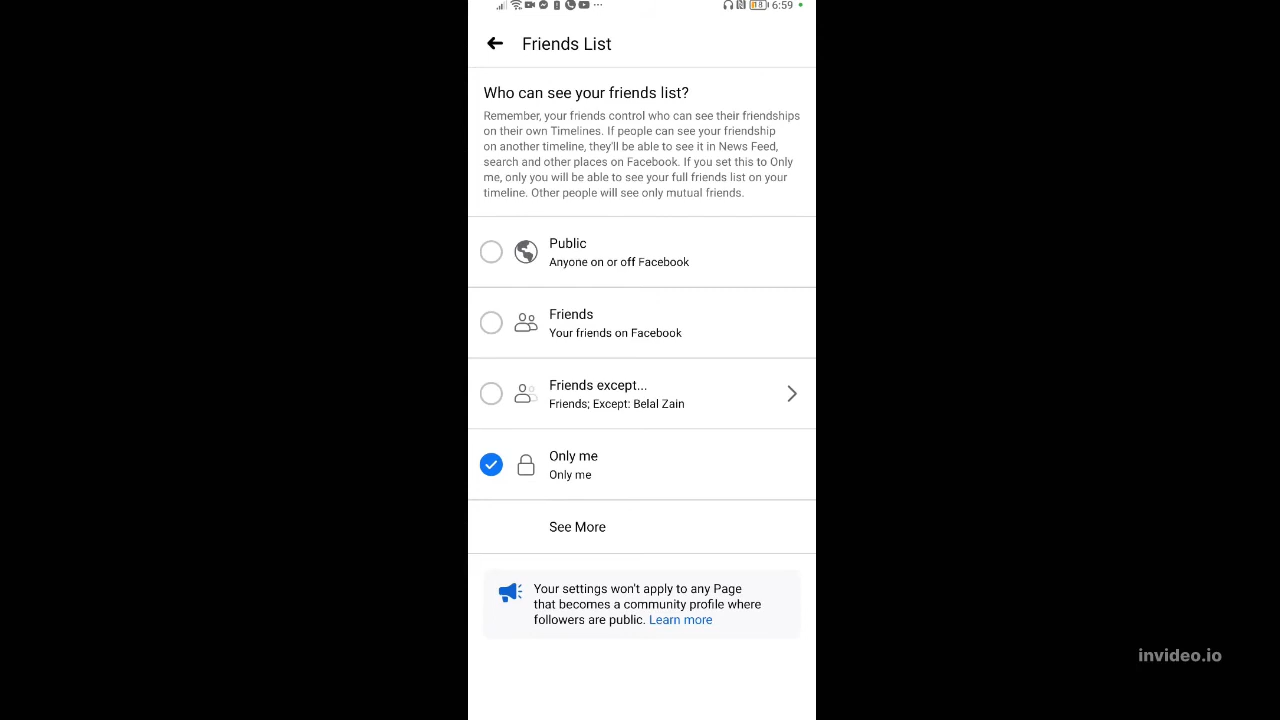 6:59
Friends List
Who can see your friends list?
Remember, your friends control who can see their friendships
on their own Timelines. If people can see your friendship
on another timeline, they'll be able to see it in News Feed,
search and other places on Facebook. If you set this to Only
me, only you will be able to see your full friends list on your
timeline. Other people will see only mutual friends.
Public
Anyone on or off Facebook
Friends
Your friends on Facebook
Friends except...
Friends; Except: Belal Zain
Only me
Only me
See More
Your settings won't apply to any Page
that becomes a community profile where
followers are public. Learn more
invideo.io